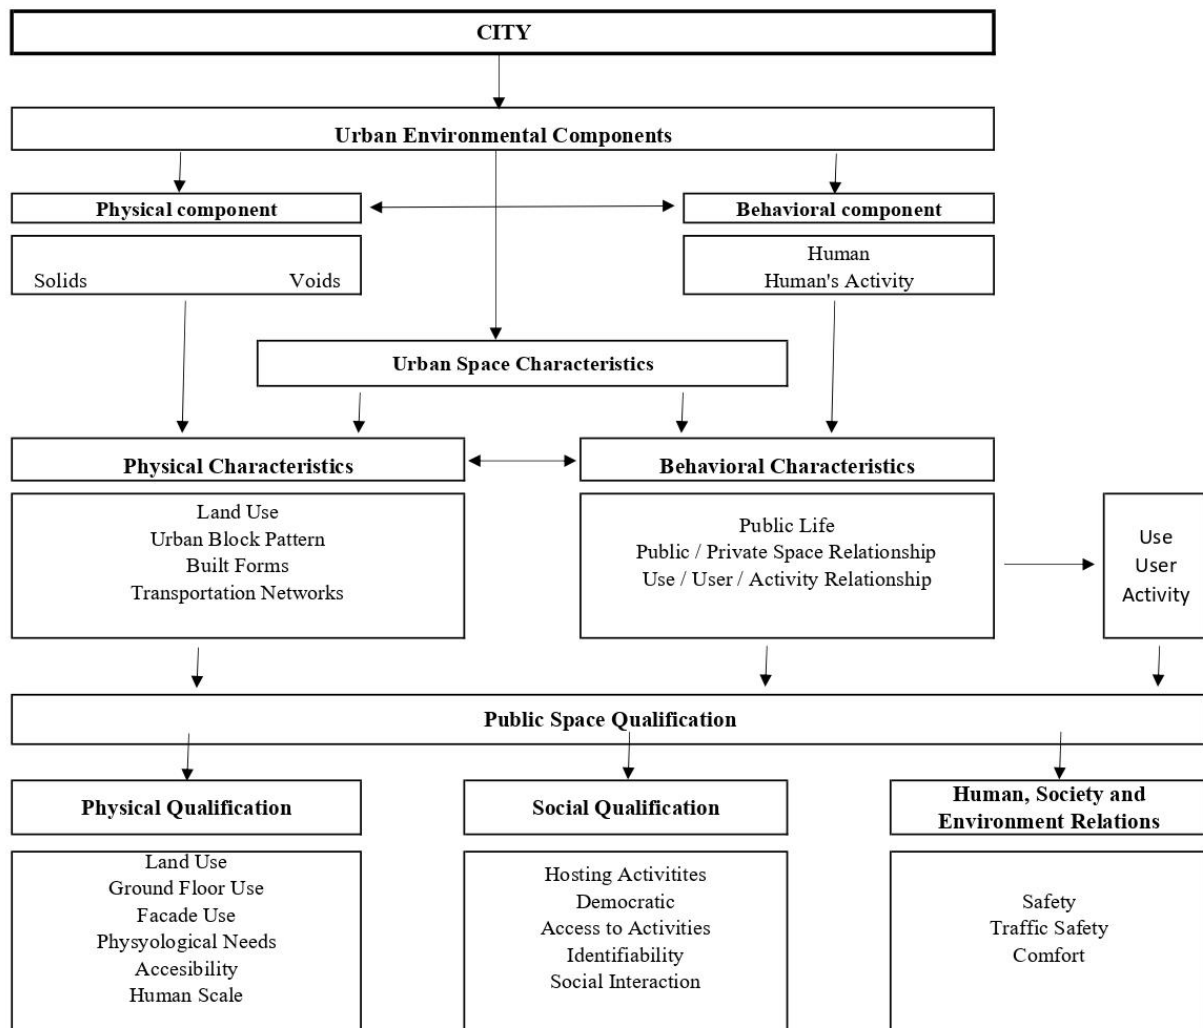 CITY
Urban Environmental Components
Physical component
Behavioral component
Solids Voids
Human
Human's Activity
Urban Space Characteristics
Physical Characteristics
Behavioral Characteristics
Land Use
Urban Block Pattern
Built Forms
Transportation Networks
Public Life
Public / Private Space Relationship
Use / User / Activity Relationship
Use
User
Activity
Public Space Qualification
Physical Qualification
Social Qualification
Human, Society and
Environment Relations
Land Use
Ground Floor Use
Facade Use
Physyological Needs
Accesibility
Human Scale
Hosting Activitites
Democratic
Access to Activities
Identifiability
Social Interaction
Safety
Traffic Safety
Comfort